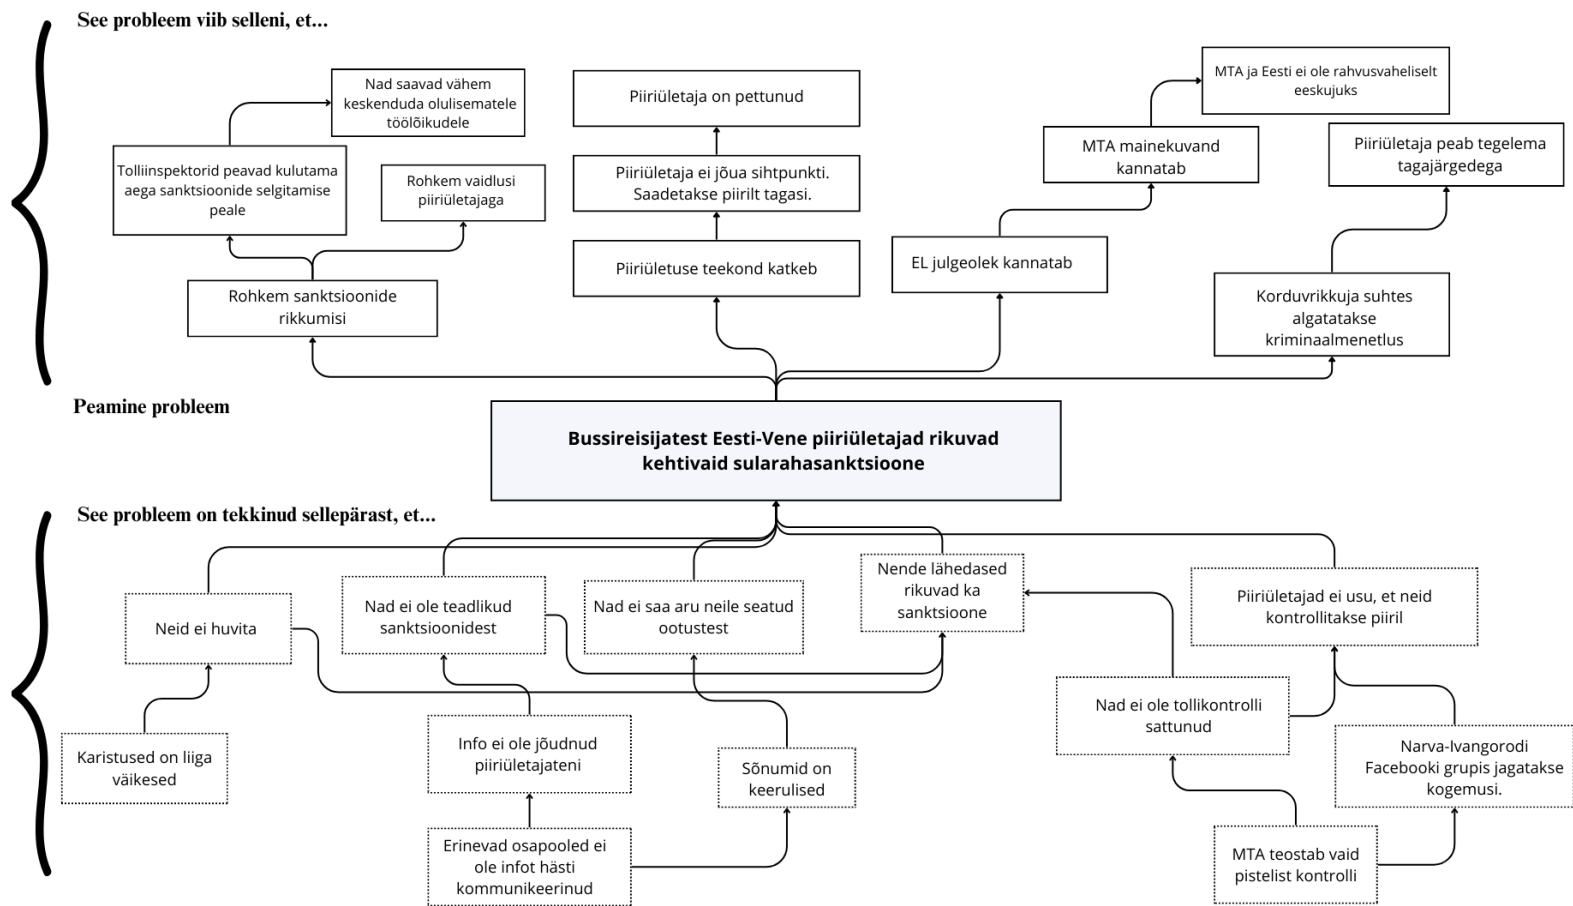 See probleem viib selleni, et...
MTA ja Eesti ei ole rahvusvaheliselt
eeskujuks
Nad saavad vähem
keskenduda olulisematele
töölõikudele
Piiriületaja on pettunud
Piiriületaja peab tegelema
tagajärgedega
MTA mainekuvand
kannatab
Tolliinspektorid peavad kulutama
aega sanktsioonide selgitamise
peale
Rohkem vaidlusi
piiriületajaga
Piiriületaja ei jõua sihtpunkti.
Saadetakse piirilt tagasi.
Piiriületuse teekond katkeb
EL julgeolek kannatab
Rohkem sanktsioonide
rikkumisi
Korduvrikkuja suhtes
algatatakse
kriminaalmenetlus
Peamine probleem
Bussireisijatest Eesti-Vene piiriületajad rikuvad
kehtivaid sularahasanktsioone
See probleem on tekkinud sellepärast, et...
Neid ei huvita
Nad ei ole teadlikud
sanktsioonidest
Nad ei saa aru neile seatud
ootustest
Nende lähedased
rikuvad ka
sanktsioone
Piiriületajad ei usu, et neid
kontrollitakse piiril
Karistused on liiga
väikesed
Info ei ole jõudnud
piiriületajateni
Sõnumid on
keerulised
Nad ei ole tollikontrolli
sattunud
Narva-Ivangorodi
Facebooki grupis jagatakse
kogemusi.
Erinevad osapooled ei
ole infot hästi
kommunikeerinud
MTA teostab vaid
pistelist kontrolli